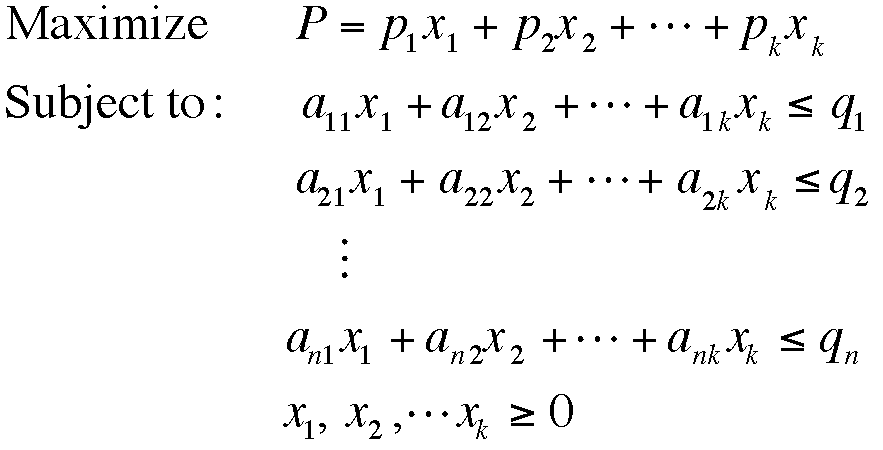 Maximize P = p₁x₁ + p₂x₂ + ··· + pₖxₖ
Subject to: a₁₁x₁ + a₁₂x₂ + ··· + a₁ₖxₖ ≤ q₁
a₂₁x₁ + a₂₂x₂ + ··· + a₂ₖxₖ ≤ q₂
⋮
aₙ₁x₁ + aₙ₂x₂ + ··· + aₙₖxₖ ≤ qₙ
x₁, x₂,···xₖ ≥ 0